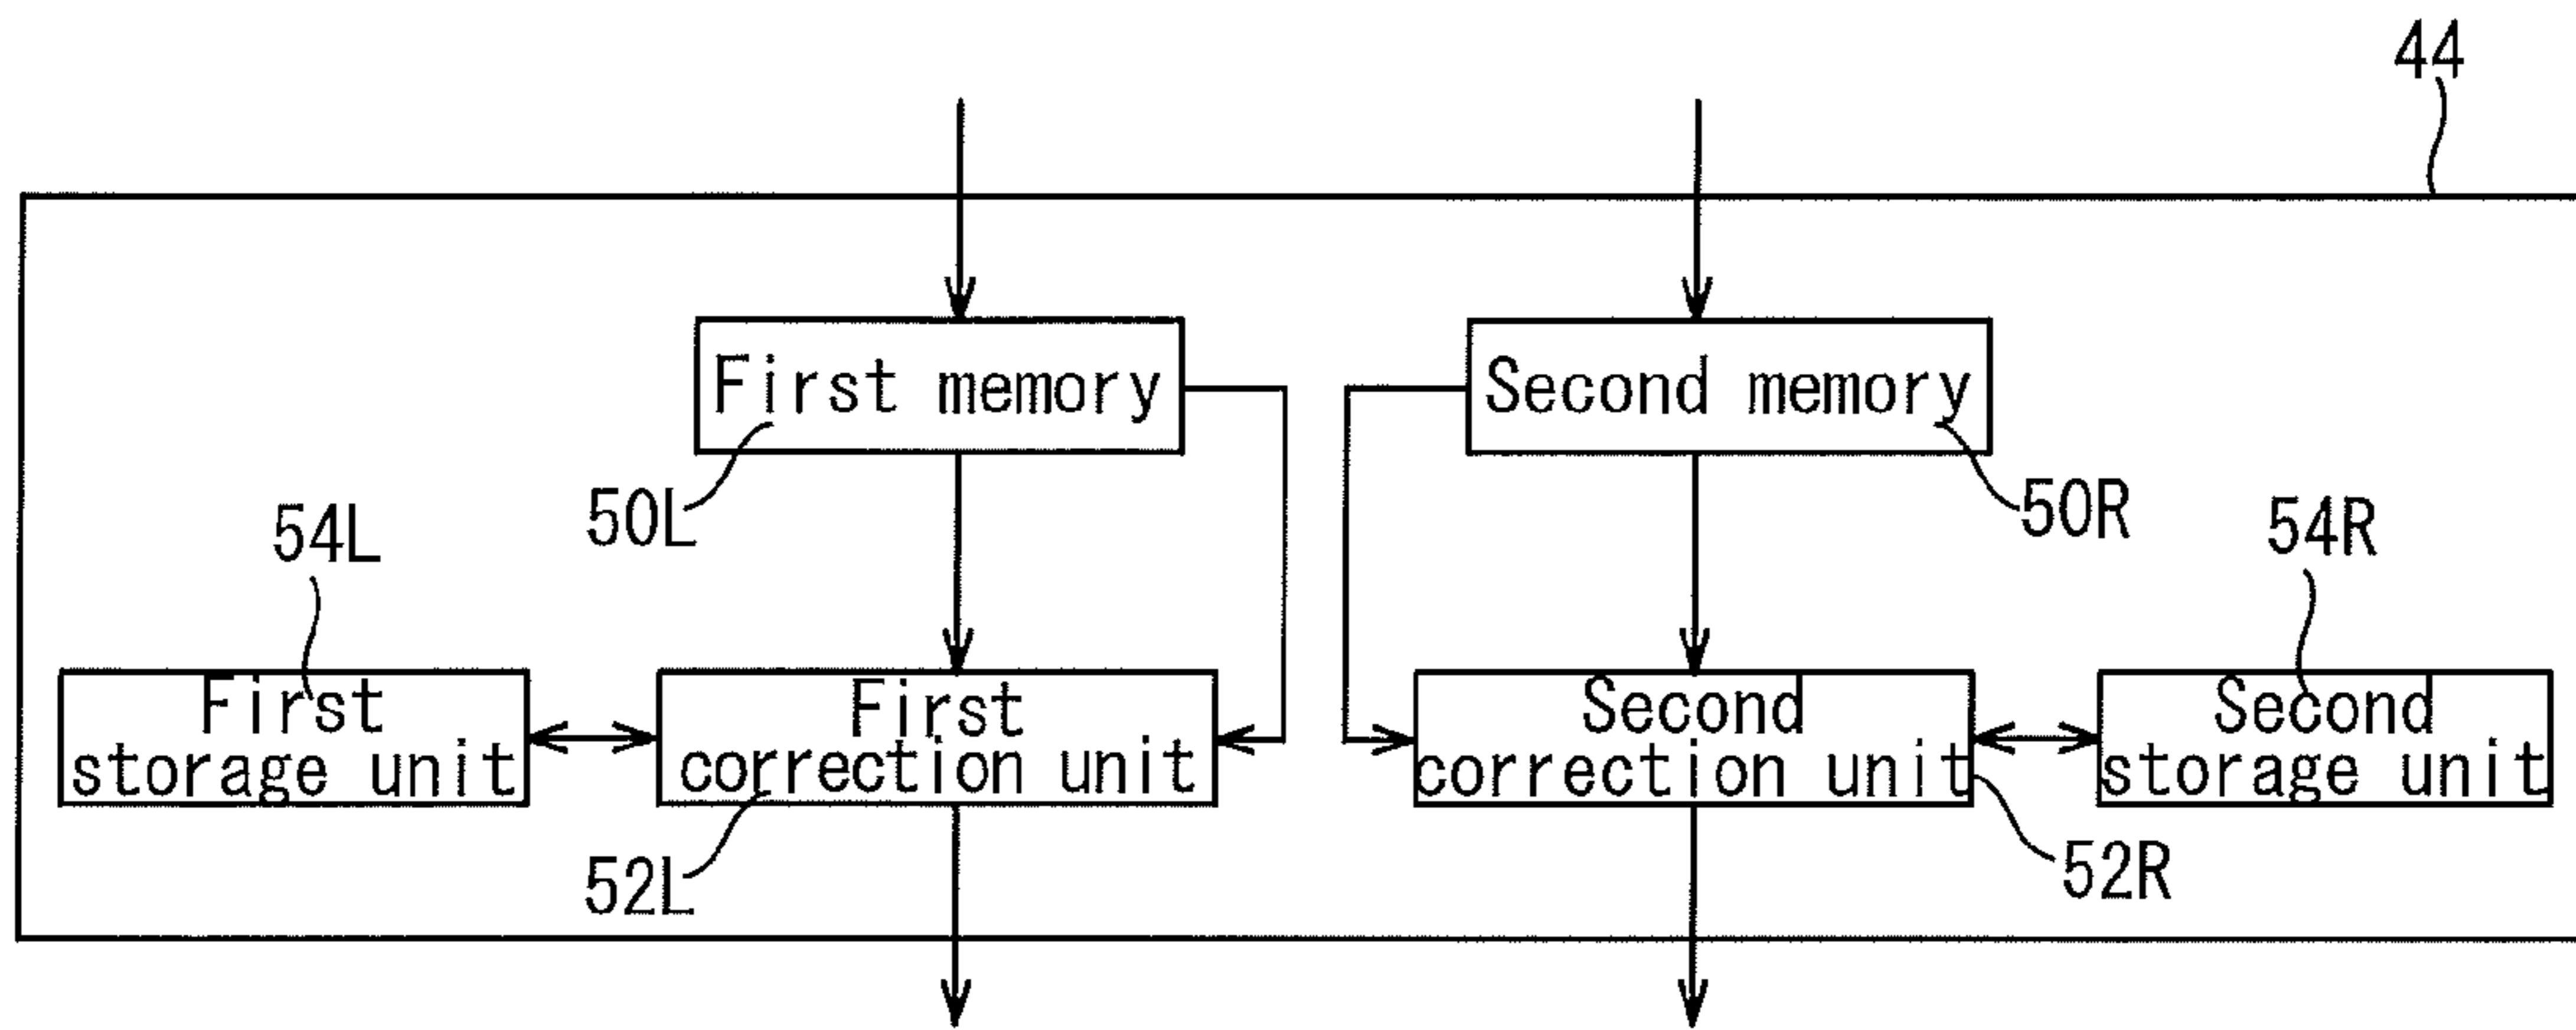 44
First memory
Second memory
50L
50R
54L
54R
First
storage unit
First
correction unit
Second
correction unit
Second
storage unit
52L
52R